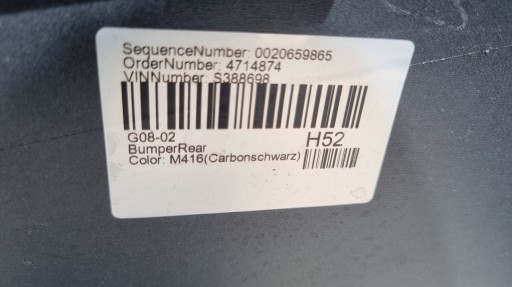 SequenceNumber: 0020659865
OrderNumber: 4714874
VINNumber: S388698
G08-02
H52
BumperRear
Color: M416(Carbonschwarz)